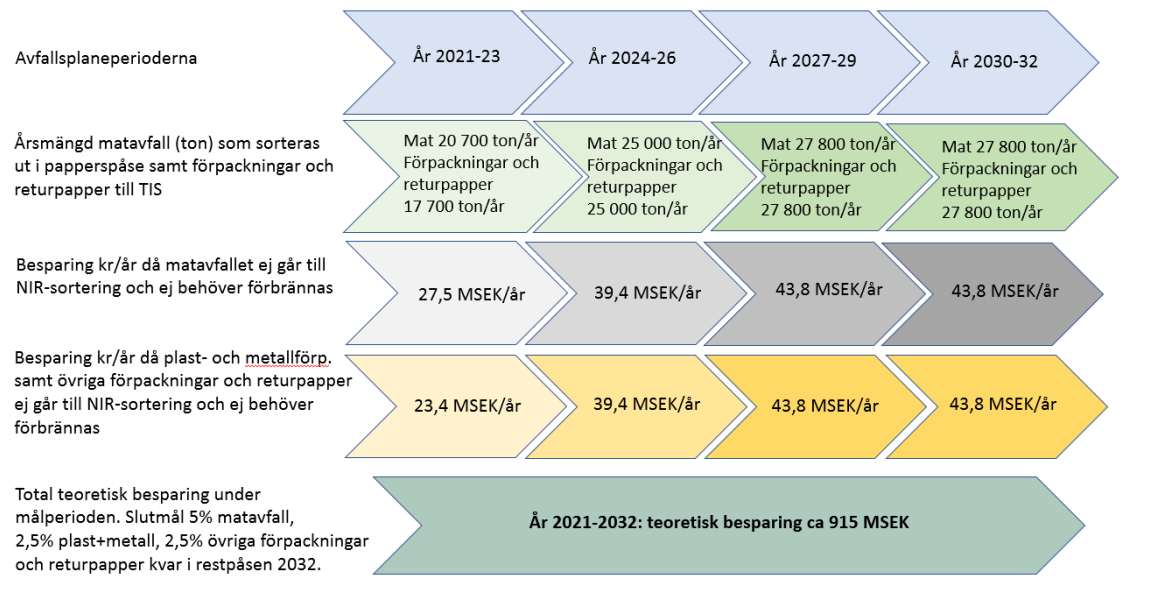 Avfallsplaneperioderna
År 2021-23
År 2024-26
År 2027-29
År 2030-32
Årsmängd matavfall (ton) som sorteras
ut i papperspåse samt förpackningar och
returpapper till TIS
Mat 20 700 ton/år
Förpackningar och
returpapper
17 700 ton/år
Mat 25 000 ton/år
Förpackningar och
returpapper
25 000 ton/år
Mat 27 800 ton/år
Förpackningar och
returpapper
27 800 ton/år
Mat 27 800 ton/år
Förpackningar och
returpapper
27 800 ton/år
Besparing kr/år då matavfallet ej går till
NIR-sortering och ej behöver förbrännas
27,5 MSEK/år
39,4 MSEK/år
43,8 MSEK/år
43,8 MSEK/år
Besparing kr/år då plast- och metallförp.
samt övriga förpackningar och returpapper
ej går till NIR-sortering och ej behöver
förbrännas
23,4 MSEK/år
39,4 MSEK/år
43,8 MSEK/år
43,8 MSEK/år
Total teoretisk besparing under
målperioden. Slutmål 5% matavfall,
2,5% plast+metall, 2,5% övriga förpackningar
och returpapper kvar i restpåsen 2032.
År 2021-2032: teoretisk besparing ca 915 MSEK